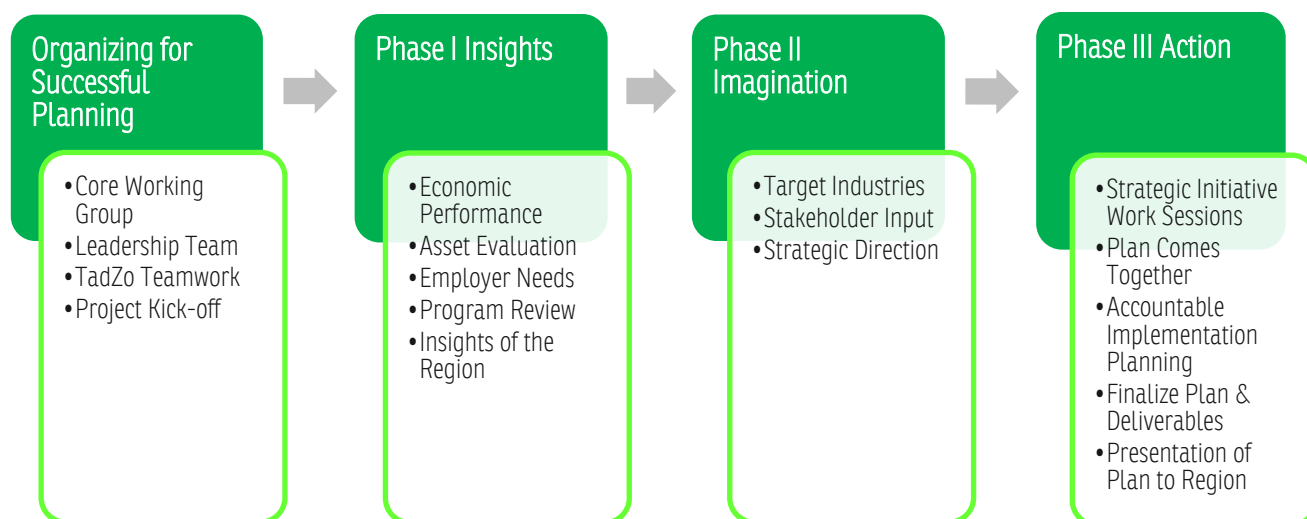 Organizing for
Successful
Planning
•Core Working
Group
•Leadership Team
•TadZo Teamwork
•Project Kick-off
Phase I Insights
•Economic
Performance
•Asset Evaluation
•Employer Needs
•Program Review
•Insights of the
Region
Phase II
Imagination
•Target Industries
•Stakeholder Input
•Strategic Direction
Phase III Action
•Strategic Initiative
Work Sessions
•Plan Comes
Together
•Accountable
Implementation
Planning
•Finalize Plan &
Deliverables
•Presentation of
Plan to Region